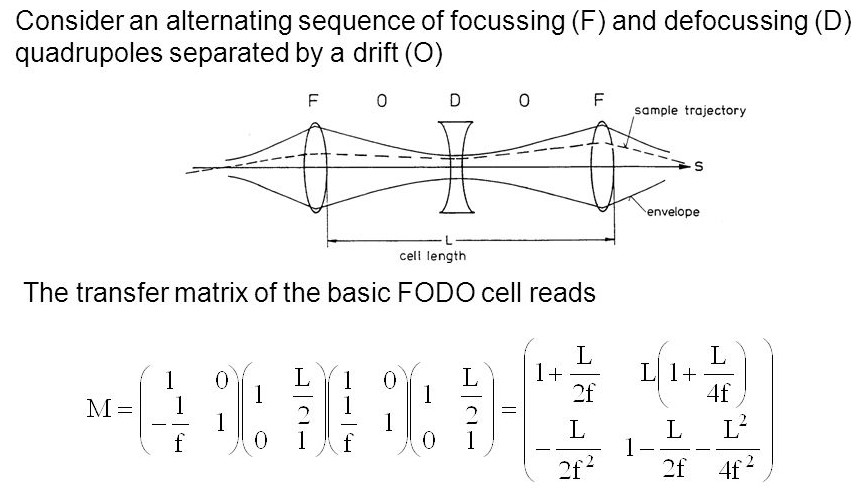 Consider an alternating sequence of focussing (F) and defocussing (D)
quadrupoles separated by a drift (O)
F O D O F
sample trajectory
S
envelope
L
cell length
The transfer matrix of the basic FODO cell reads
M = ( 1 0 ; -1/f 1 ) ( 1 L/2 ; 0 1 ) ( 1 0 ; 1/f 1 ) ( 1 L/2 ; 0 1 ) = ( 1+L/2f L(1+L/4f) ; -L/2f² 1-L/2f-L²/4f² )